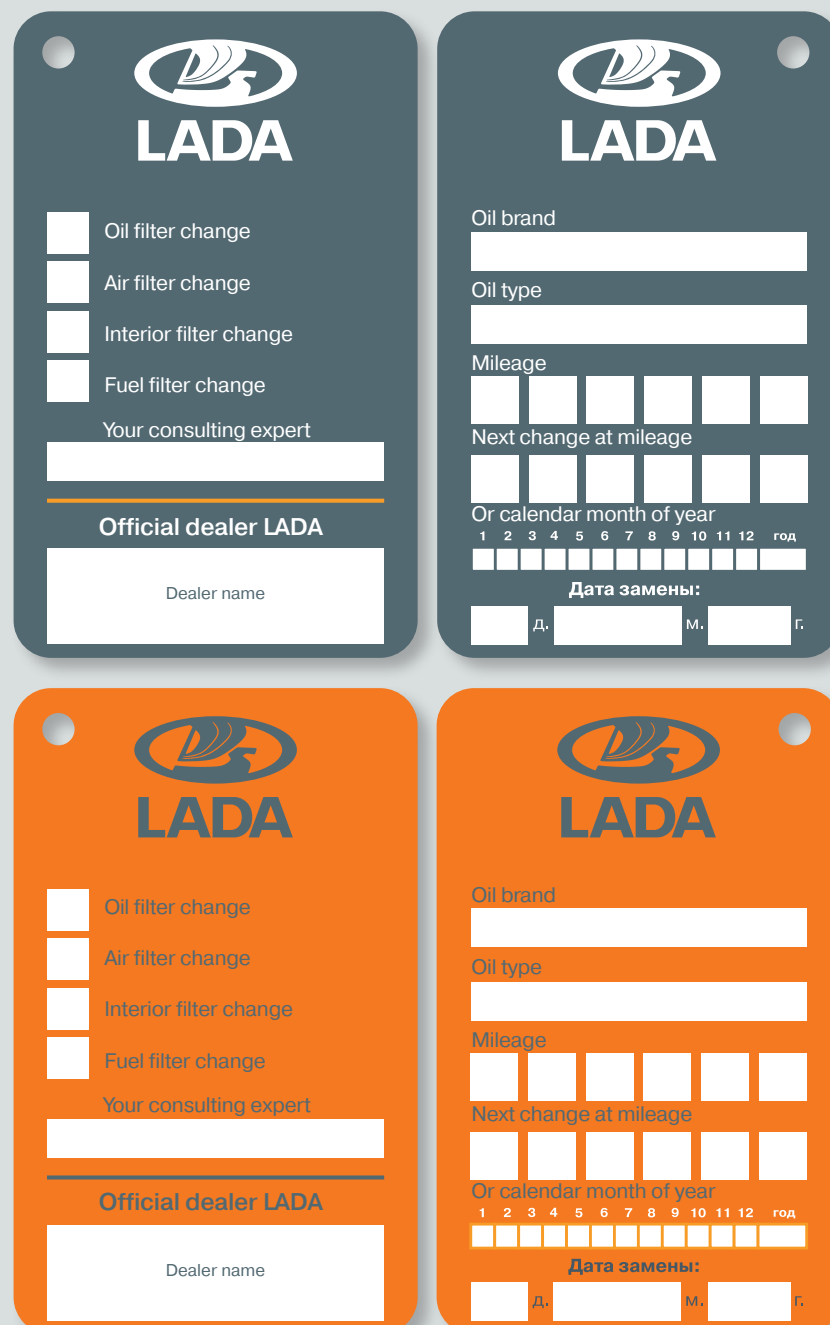 LADA
Oil filter change
Air filter change
Interior filter change
Fuel filter change
Your consulting expert
Official dealer LADA
Dealer name
LADA
Oil brand
Oil type
Mileage
Next change at mileage
Or calendar month of year
1 2 3 4 5 6 7 8 9 10 11 12 год
Дата замены:
д. м. г.
LADA
Oil filter change
Air filter change
Interior filter change
Fuel filter change
Your consulting expert
Official dealer LADA
Dealer name
LADA
Oil brand
Oil type
Mileage
Next change at mileage
Or calendar month of year
1 2 3 4 5 6 7 8 9 10 11 12 год
Дата замены:
д. м. г.